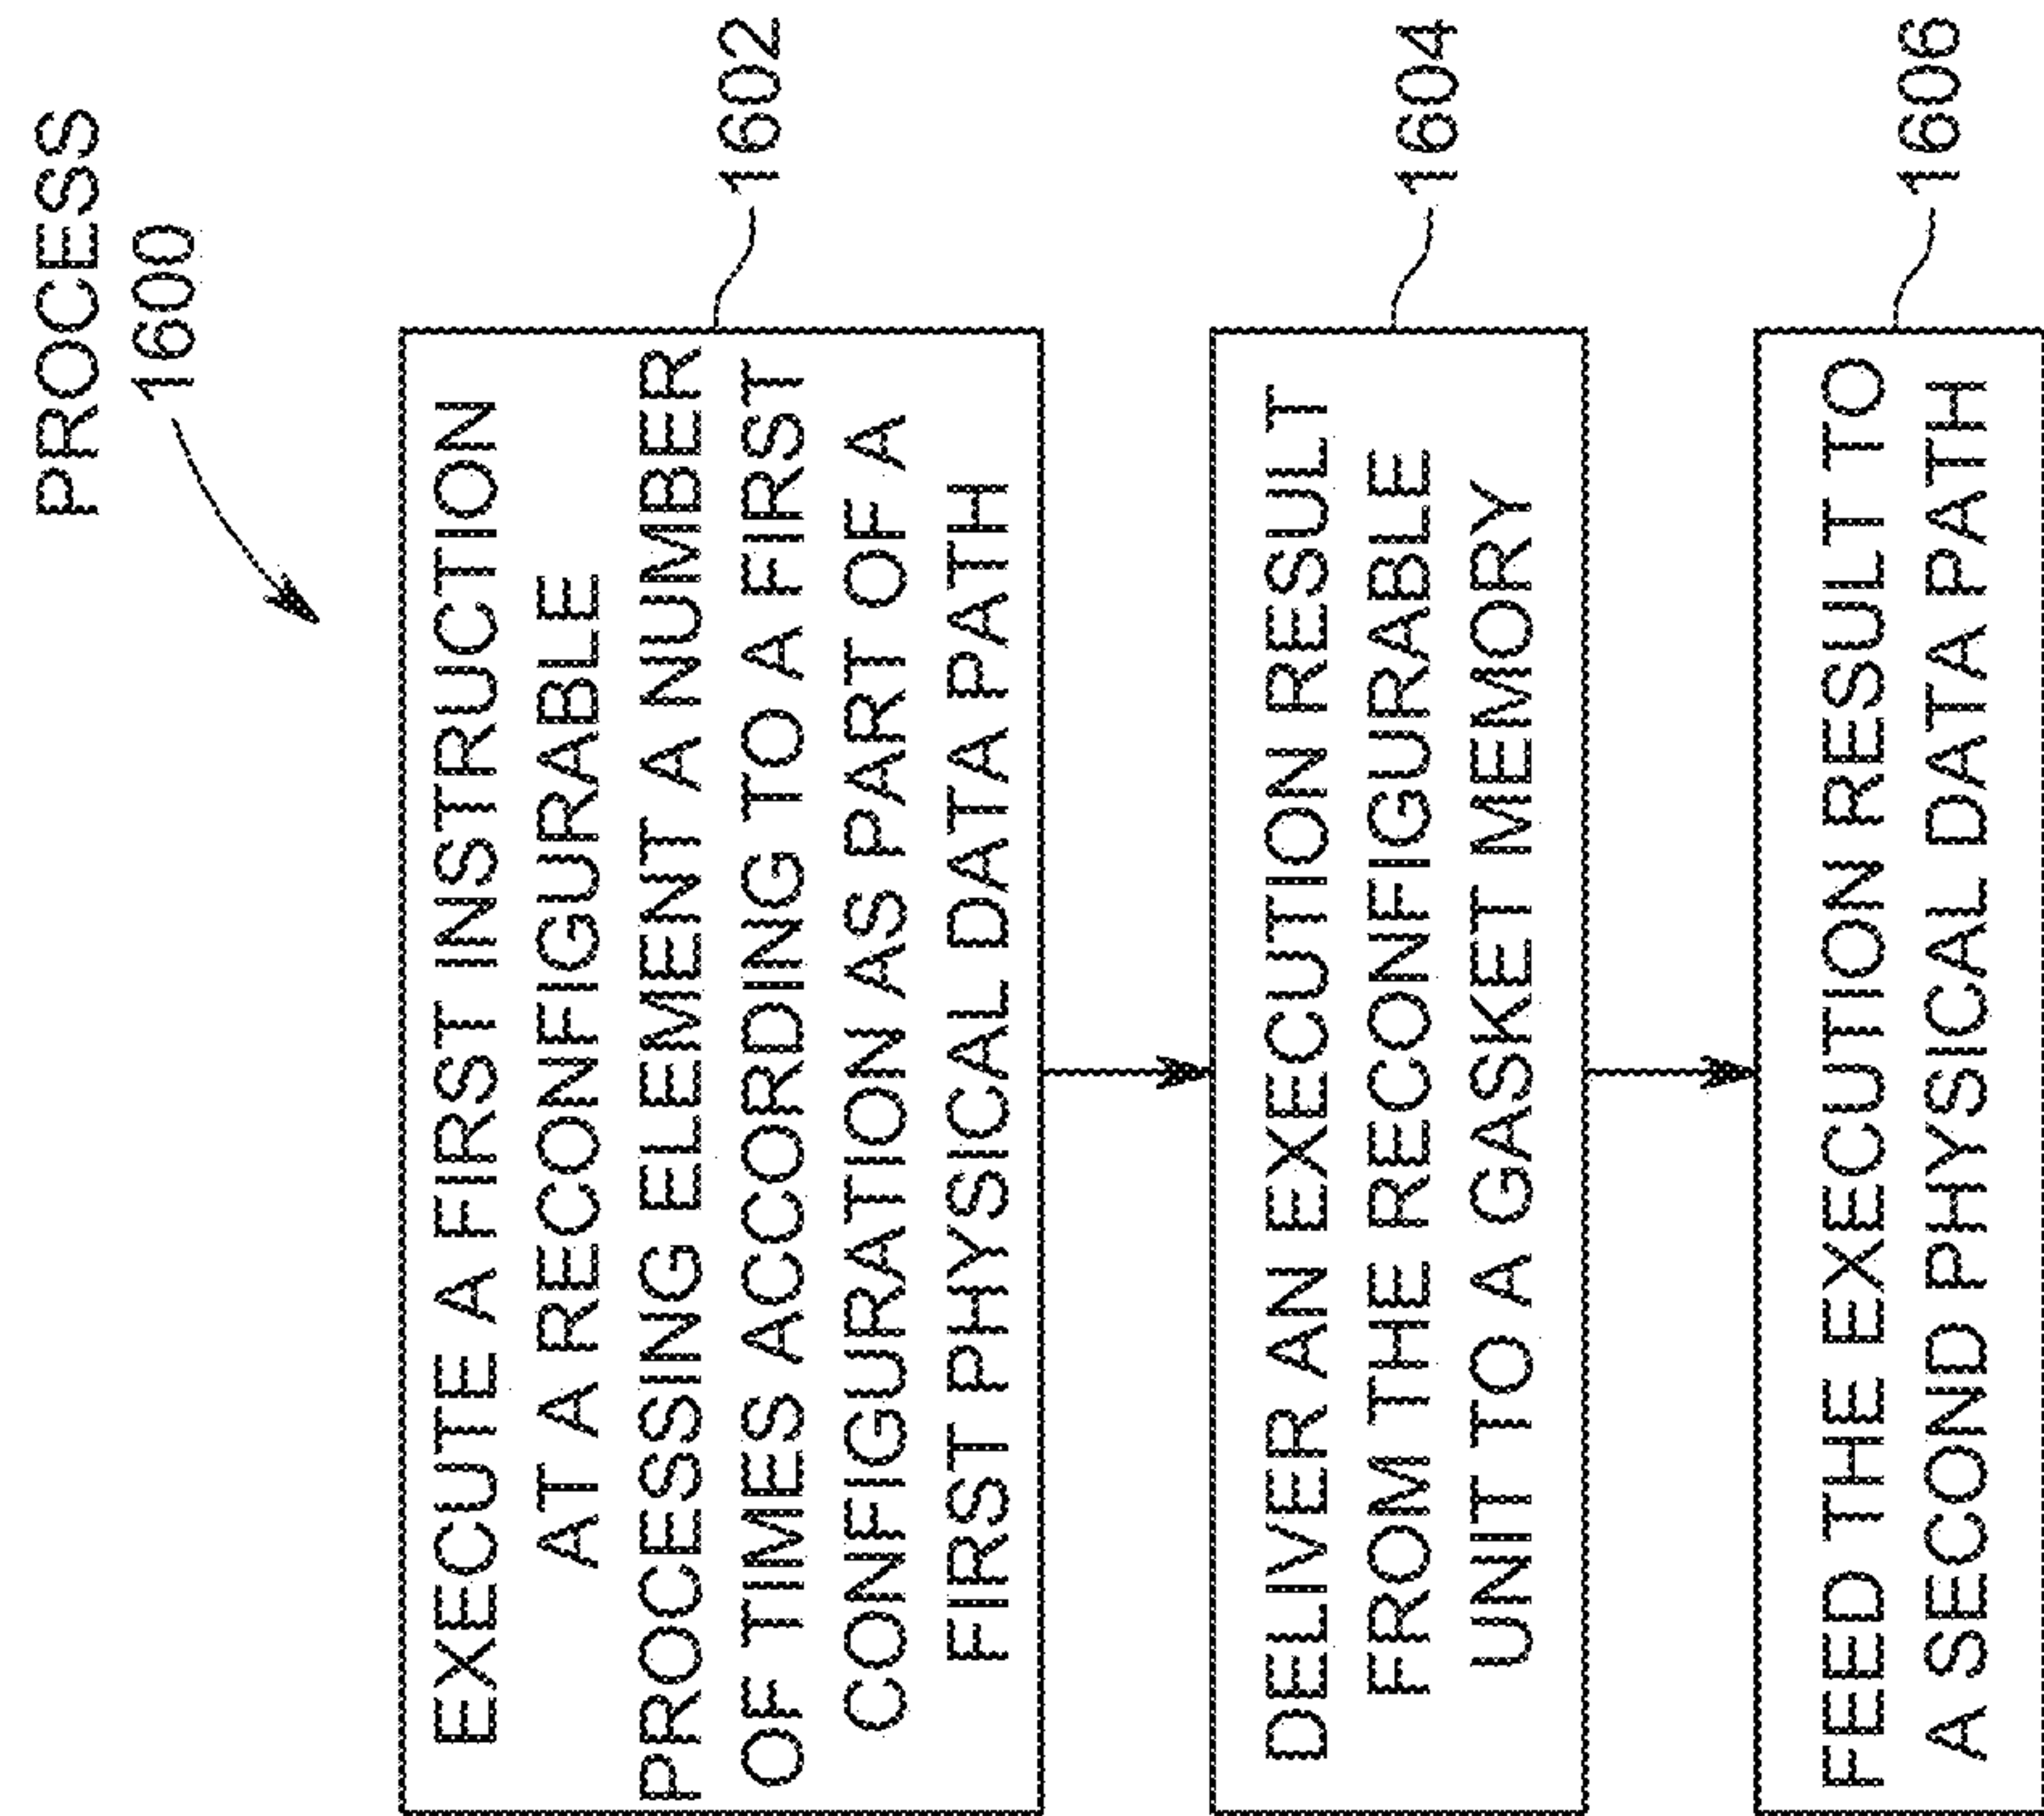 PROCESS
1600
EXECUTE A FIRST INSTRUCTION
AT A RECONFIGURABLE
PROCESSING ELEMENT A NUMBER
OF TIMES ACCORDING TO A FIRST
CONFIGURATION AS PART OF A
FIRST PHYSICAL DATA PATH
1602
DELIVER AN EXECUTION RESULT
FROM THE RECONFIGURABLE
UNIT TO A GASKET MEMORY
1604
FEED THE EXECUTION RESULT TO
A SECOND PHYSICAL DATA PATH
1606